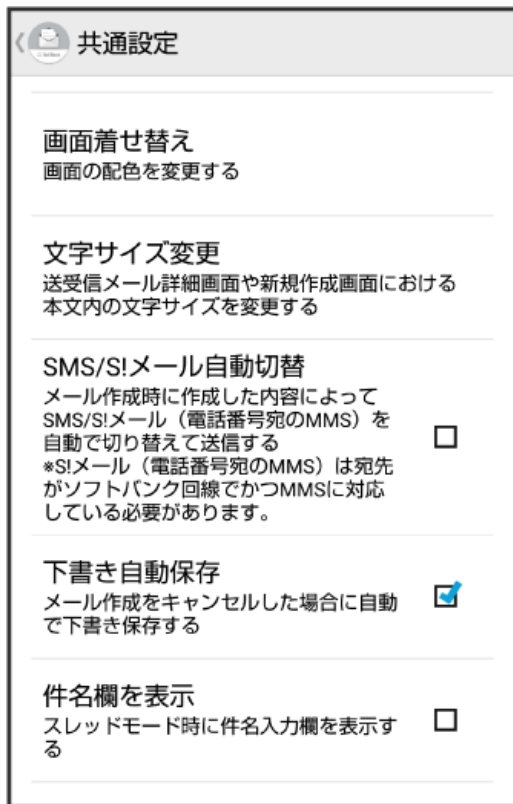 共通設定
画面着せ替え
画面の配色を変更する
文字サイズ変更
送受信メール詳細画面や新規作成画面における
本文内の文字サイズを変更する
SMS/S!メール自動切替
メール作成時に作成した内容によって
SMS/S!メール（電話番号宛のMMS）を
自動で切り替えて送信する
*S!メール（電話番号宛のMMS）は宛先
がソフトバンク回線でかつMMSに対応
している必要があります。
下書き自動保存
メール作成をキャンセルした場合に自動
で下書き保存する
件名欄を表示
スレッドモード時に件名入力欄を表示す
る